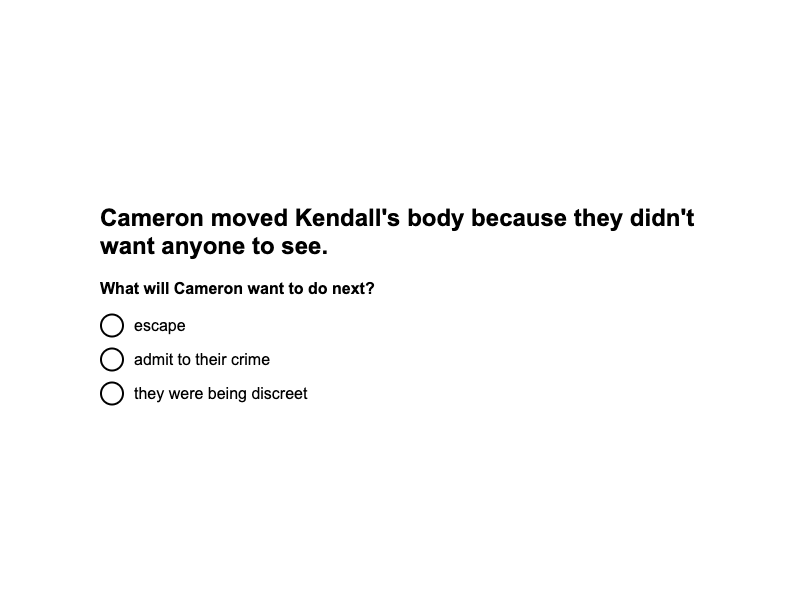 Cameron moved Kendall's body because they didn't
want anyone to see.
What will Cameron want to do next?
escape
admit to their crime
they were being discreet